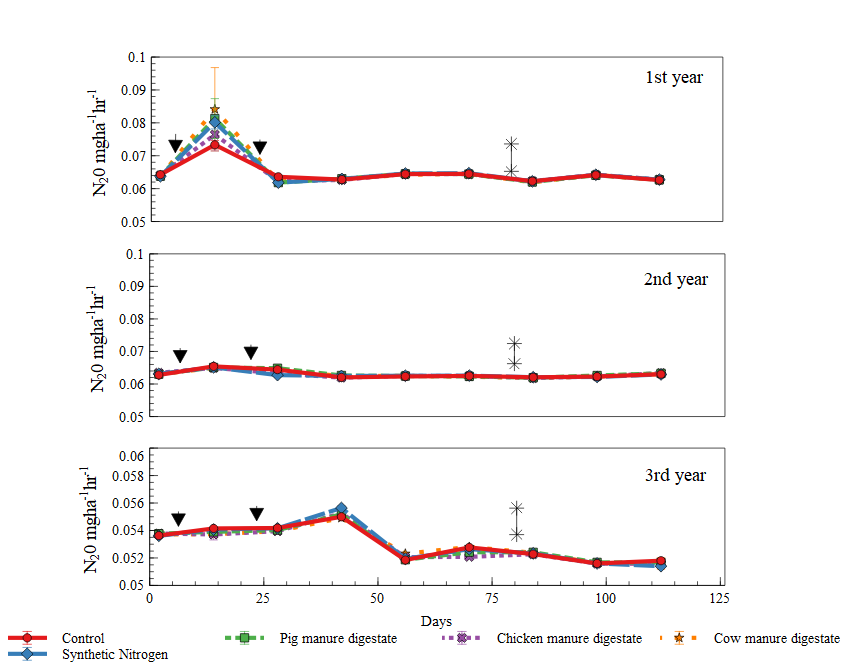 0.1
1st year
0.09
0.08
0.07
0.06
0.05
N₂0 mgha⁻¹hr⁻¹
0.1
2nd year
0.09
0.08
0.07
0.06
0.05
N₂0 mgha⁻¹hr⁻¹
0.06
3rd year
0.058
0.056
0.054
0.052
0.05
N₂0 mgha⁻¹hr⁻¹
0 25 50 75 100 125
Days
Control Pig manure digestate Chicken manure digestate Cow manure digestate
Synthetic Nitrogen